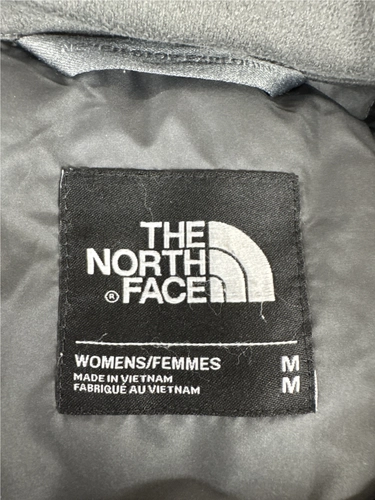 THE
NORTH
FACE
®
WOMENS/FEMMES M
MADE IN VIETNAM M
FABRIQUÉ AU VIETNAM